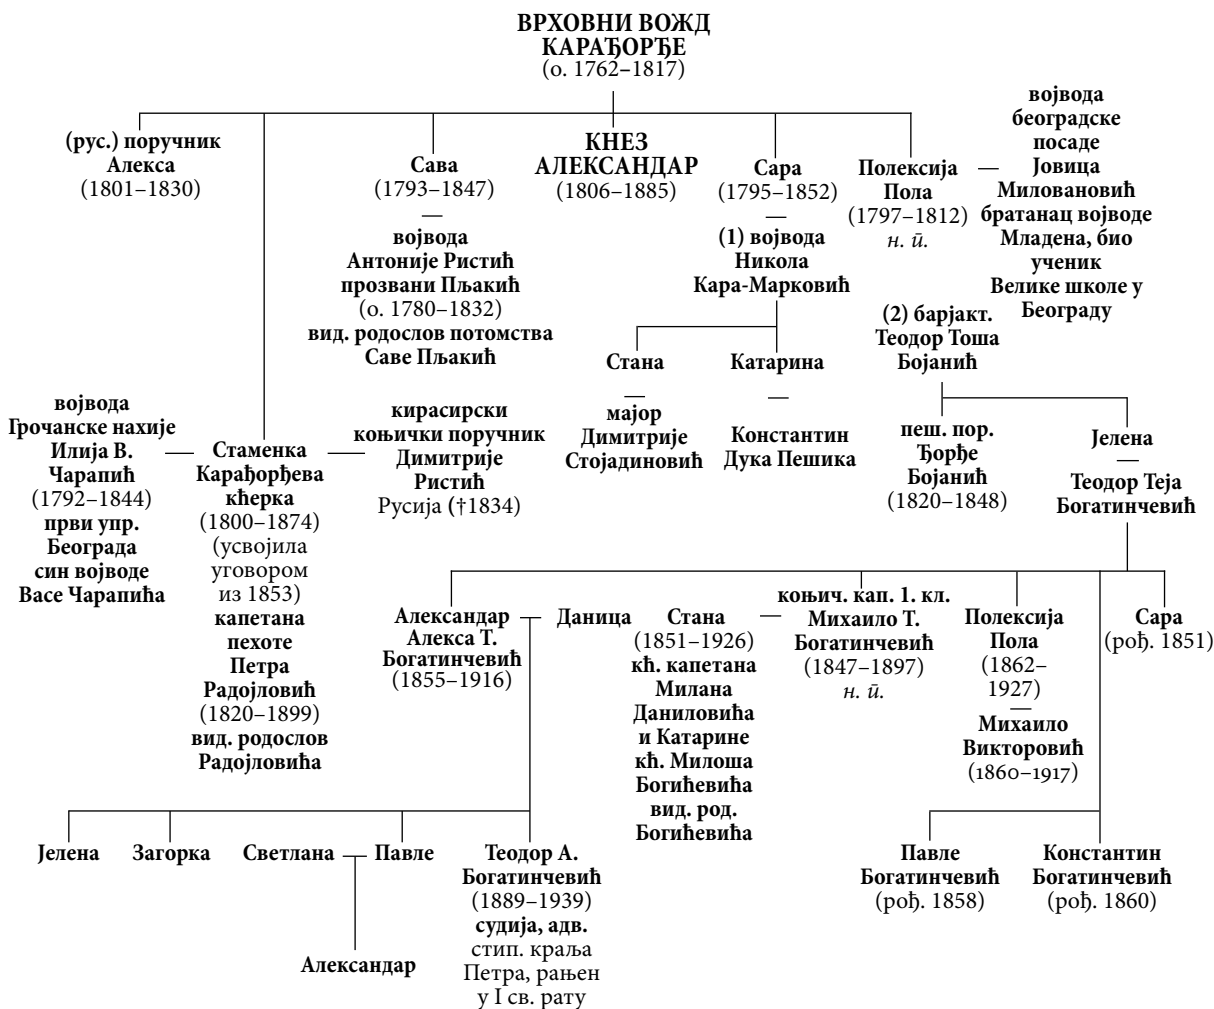 ВРХОВНИ ВОЖД
КАРАЂОРЂЕ
(о. 1762–1817)
(рус.) поручник
Алекса
(1801–1830)
Сава
(1793–1847)
—
војвода
Антоније Ристић
прозвани Пљакић
(о. 1780–1832)
вид. родослов потомства
Саве Пљакић
КНЕЗ
АЛЕКСАНДАР
(1806–1885)
Сара
(1795–1852)
—
(1) војвода
Никола
Кара-Марковић
Полексија —
Пола
(1797–1812)
н. ū.
војвода
београдске
посаде
Јовица
Миловановић
братанац војводе
Младена, био
ученик
Велике школе у
Београду
(2) барјакт.
Теодор Тоша
Бојанић
Стана
—
мајор
Димитрије
Стојадиновић
Катарина
—
Константин
Дука Пешика
војвода
Грочанске нахије
Илија В.
Чарапић
(1792–1844)
први упр.
Београда
син војводе
Васе Чарапића
— Стаменка —
Карађорђева
кћерка
(1800–1874)
(усвојила
уговором
из 1853)
капетана
пехоте
Петра
Радојловић
(1820–1899)
вид. родослов
Радојловића
кирасирски
коњички поручник
Димитрије
Ристић
Русија (†1834)
пеш. пор.
Ђорђе
Бојанић
(1820–1848)
Јелена
—
Теодор Теја
Богатинчевић
Александар —
Алекса Т.
Богатинчевић
(1855–1916)
Даница
Стана —
(1851–1926)
кћ. капетана
Милана
Даниловића
и Катарине
кћ. Милоша
Богићевића
вид. род.
Богићевића
коњич. кап. 1. кл.
Михаило Т.
Богатинчевић
(1847–1897)
н. ū.
Полексија
Пола
(1862–
1927)
—
Михаило
Викторовић
(1860–1917)
Сара
(рођ. 1851)
Јелена
Загорка
Светлана — Павле
Теодор А.
Богатинчевић
(1889–1939)
судија, адв.
стип. краља
Петра, рањен
у I св. рату
Павле
Богатинчевић
(рођ. 1858)
Константин
Богатинчевић
(рођ. 1860)
Александар